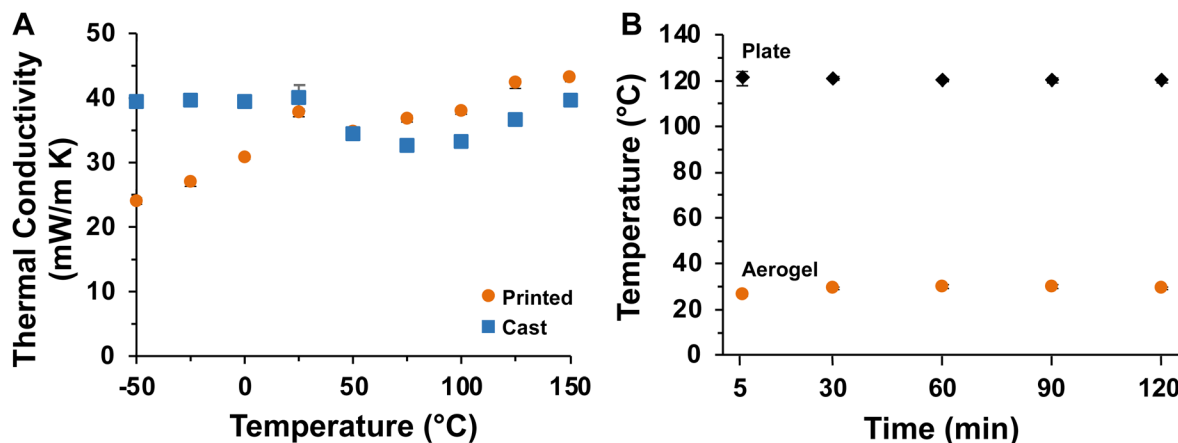 A
Thermal Conductivity
(mW/m K)
50
40
30
20
10
0
-50
0
50
100
150
Temperature (°C)
Printed
Cast
B
Temperature (°C)
140
120
100
80
60
40
20
0
5
30
60
90
120
Time (min)
Plate
Aerogel